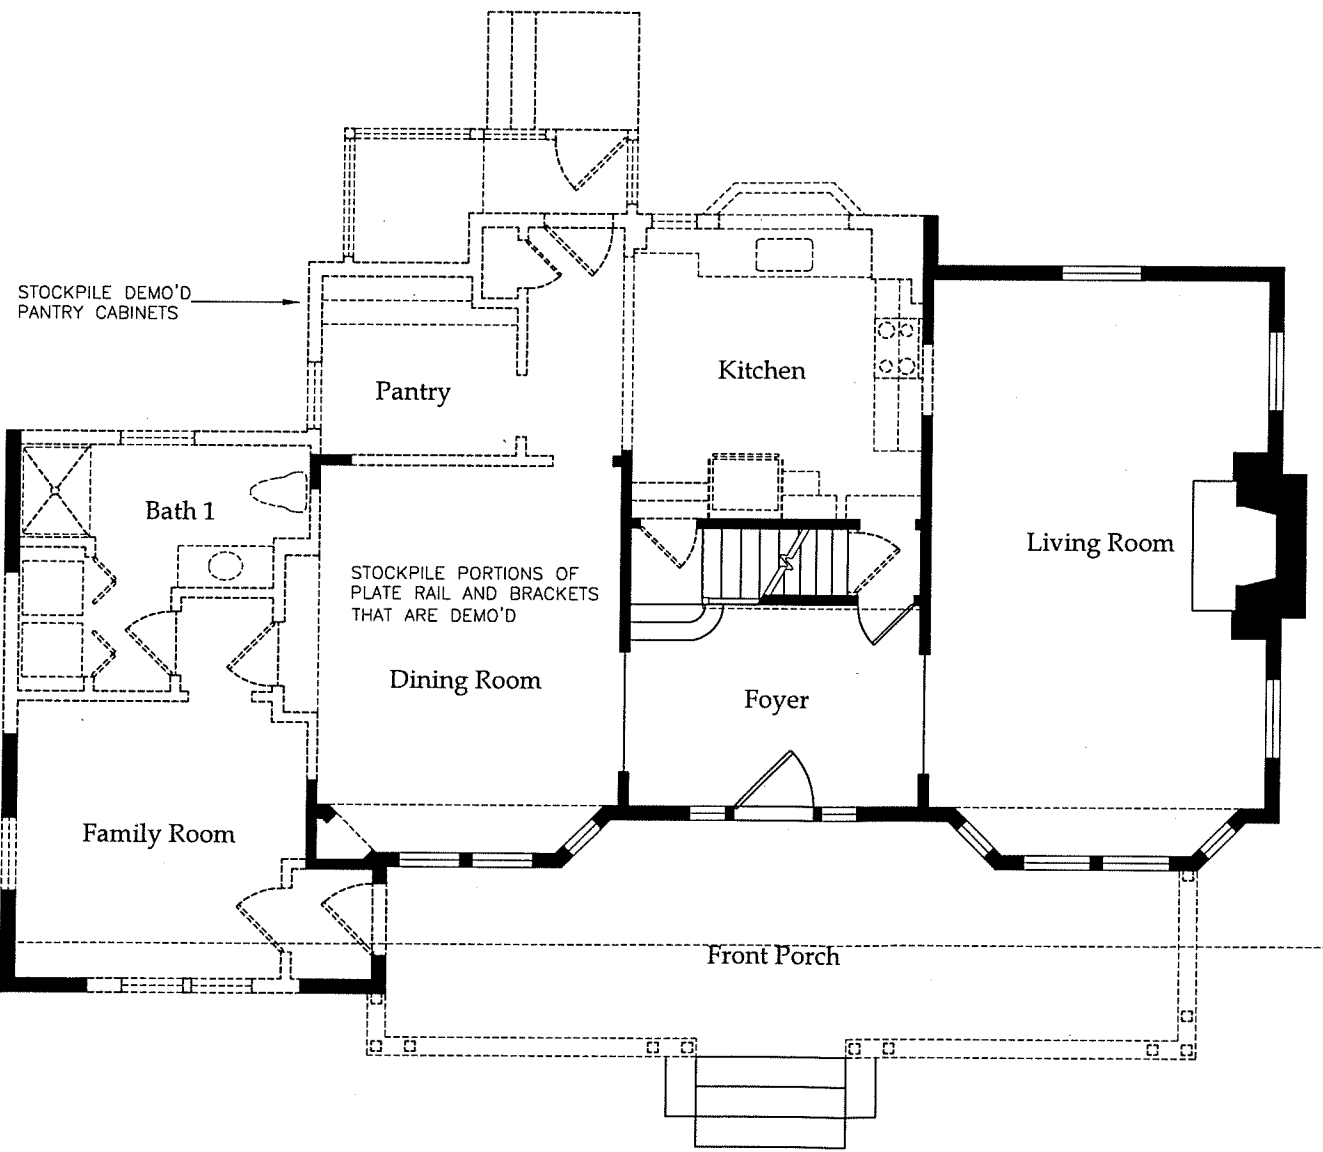 STOCKPILE DEMO'D
PANTRY CABINETS
Pantry
Kitchen
Bath 1
Living Room
STOCKPILE PORTIONS OF
PLATE RAIL AND BRACKETS
THAT ARE DEMO'D
Dining Room
Foyer
Family Room
Front Porch